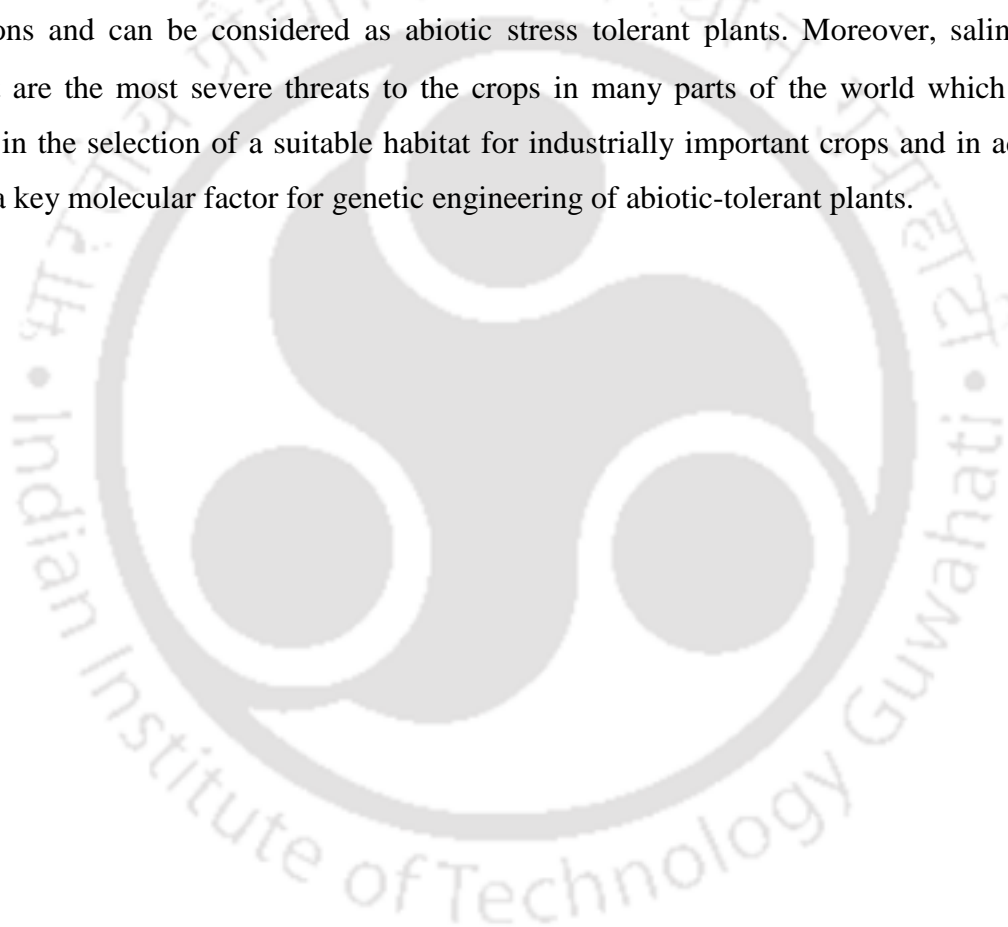 ons and can be considered as abiotic stress tolerant plants. Moreover, salin
are the most severe threats to the crops in many parts of the world which
in the selection of a suitable habitat for industrially important crops and in a
a key molecular factor for genetic engineering of abiotic-tolerant plants.
Indian Institute of Technology Guwahati